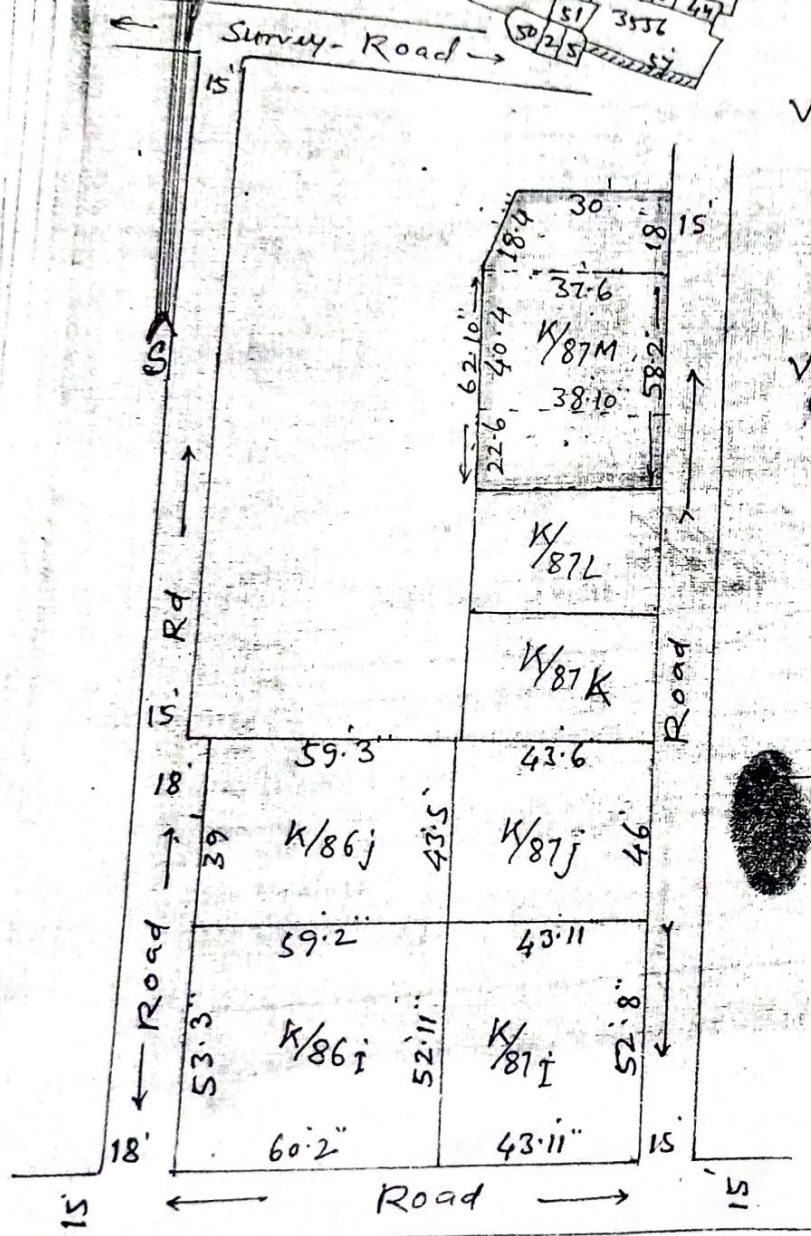 51
44
3556
50
2
5
57
Survey-Road
15'
30
18.4
18
15'
32.6
62.10"
40.4
K/87M
58.2"
38.10"
22.6
S
K/87L
Rd
K/87K
Road
15'
59.3
43.6
18'
39
K/86j
43.5
K/87j
46
59.2"
43.11"
Road
53.3"
K/86i
52.11"
K/87i
52.8"
60.2"
43.11"
18'
15'
15
Road
15